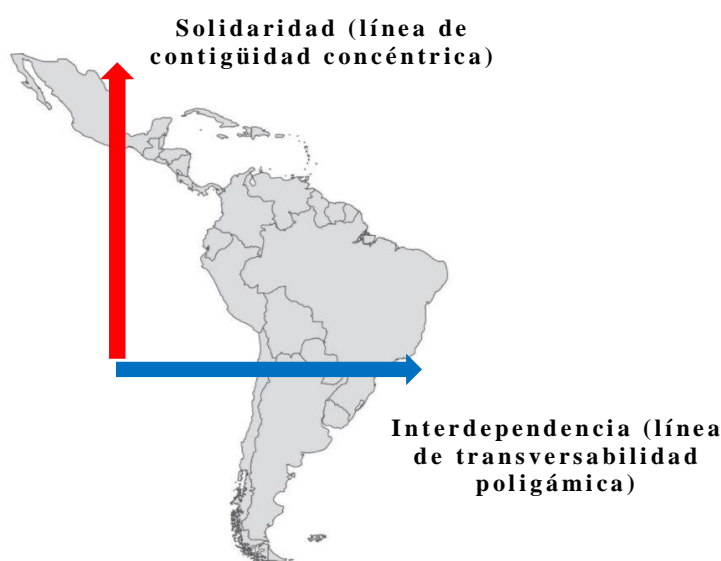 Solidaridad (línea de
contigüidad concéntrica)
Interdependencia (línea
de transversabilidad
poligámica)